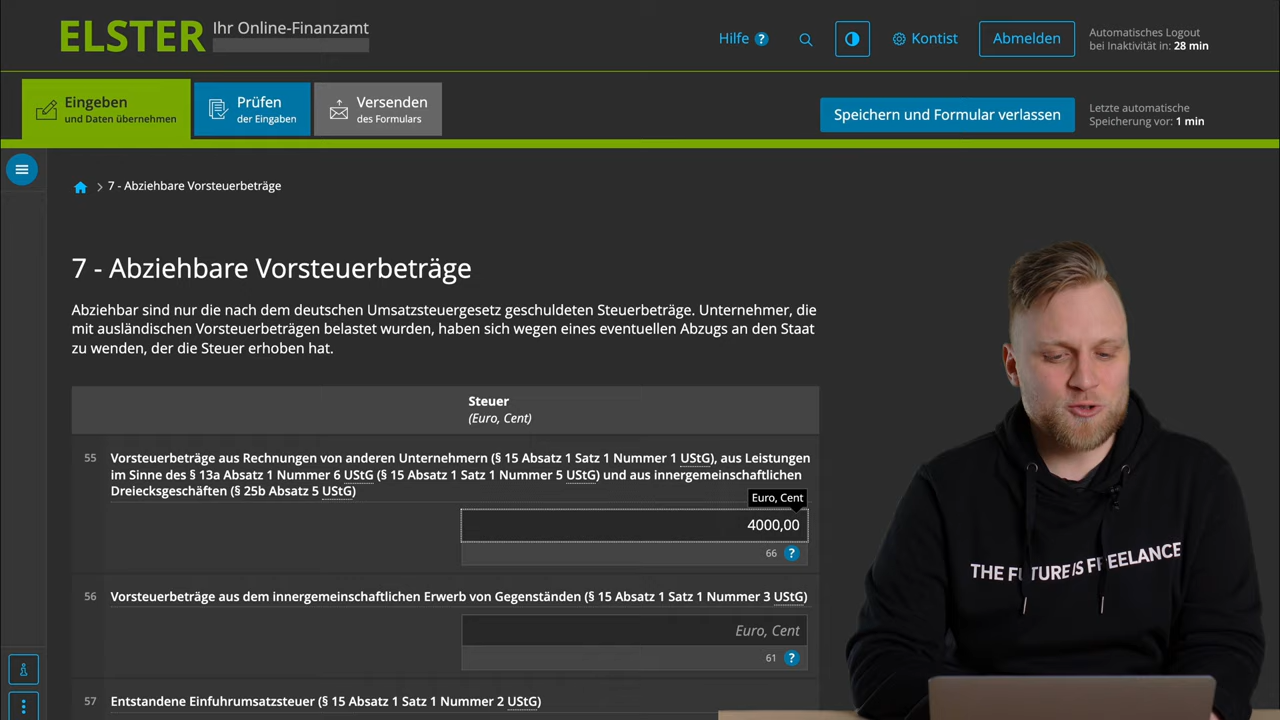 ELSTER Ihr Online-Finanzamt
Hilfe ?
Kontist
Abmelden
Automatisches Logout
bei Inaktivität in: 28 min
Eingeben
und Daten übernehmen
Prüfen
der Eingaben
Versenden
des Formulars
Speichern und Formular verlassen
Letzte automatische
Speicherung vor: 1 min
7 - Abziehbare Vorsteuerbeträge
7 - Abziehbare Vorsteuerbeträge
Abziehbar sind nur die nach dem deutschen Umsatzsteuergesetz geschuldeten Steuerbeträge. Unternehmer, die
mit ausländischen Vorsteuerbeträgen belastet wurden, haben sich wegen eines eventuellen Abzugs an den Staat
zu wenden, der die Steuer erhoben hat.
Steuer
(Euro, Cent)
55 Vorsteuerbeträge aus Rechnungen von anderen Unternehmern (§ 15 Absatz 1 Satz 1 Nummer 1 UStG), aus Leistungen
im Sinne des § 13a Absatz 1 Nummer 6 UStG (§ 15 Absatz 1 Satz 1 Nummer 5 UStG) und aus innergemeinschaftlichen
Dreiecksgeschäften (§ 25b Absatz 5 UStG)
Euro, Cent
4000,00
66 ?
56 Vorsteuerbeträge aus dem innergemeinschaftlichen Erwerb von Gegenständen (§ 15 Absatz 1 Satz 1 Nummer 3 UStG)
Euro, Cent
61 ?
57 Entstandene Einfuhrumsatzsteuer (§ 15 Absatz 1 Satz 1 Nummer 2 UStG)
THE FUTURE IS FREELANCE